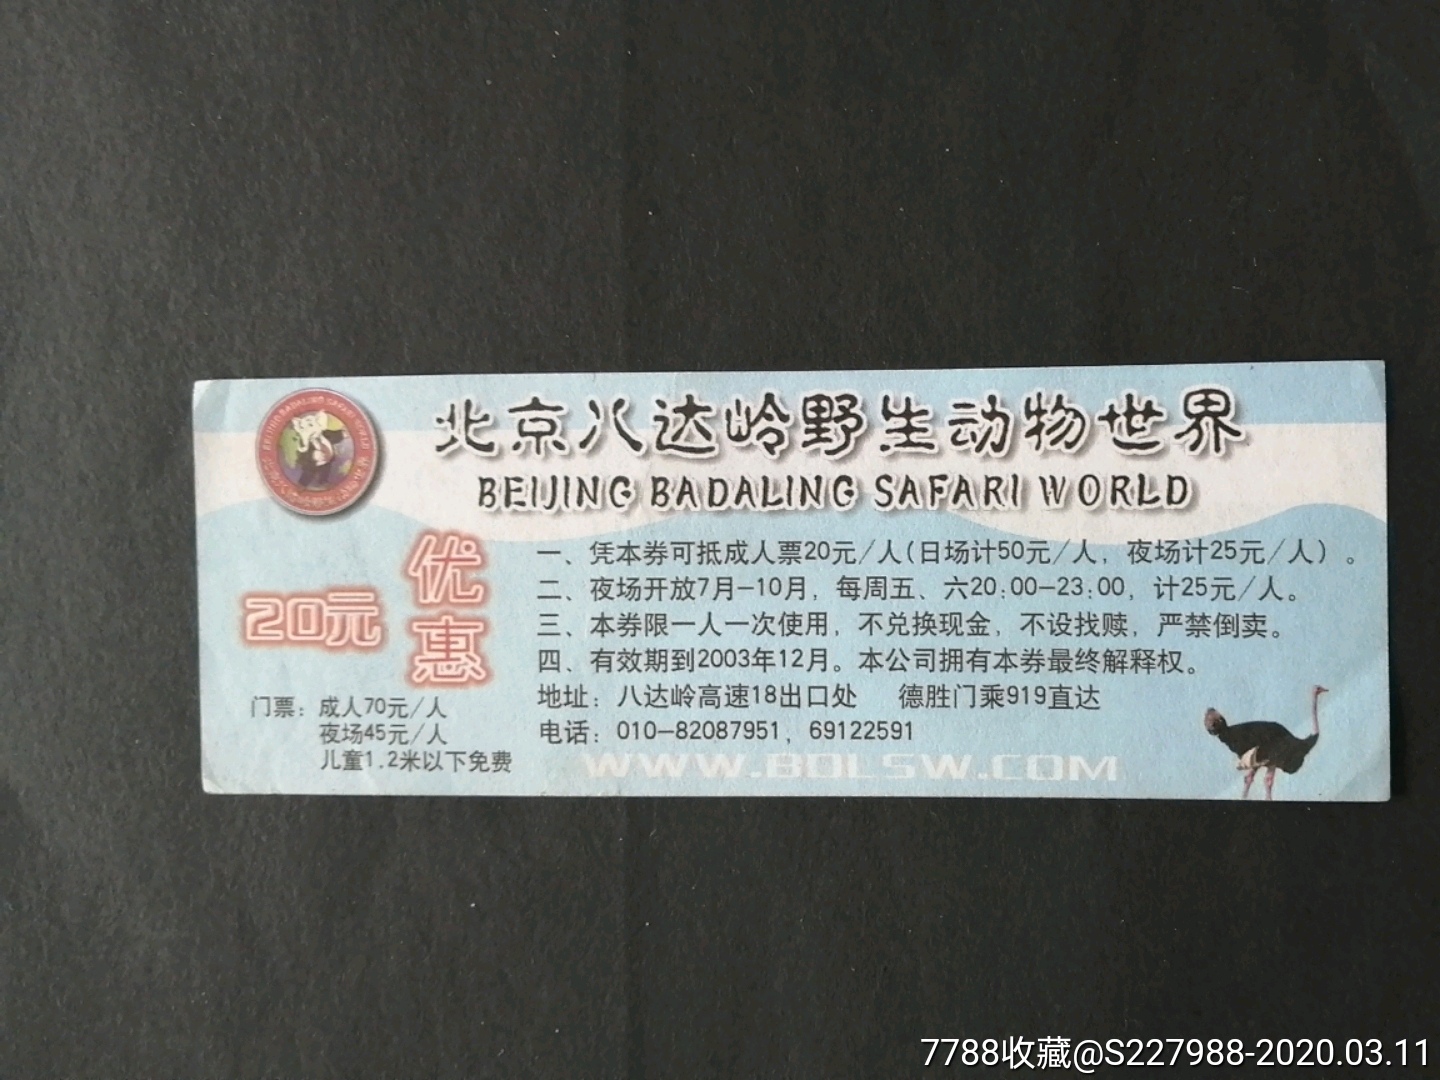 北京八达岭野生动物世界
BEIJING BADALING SAFARI WORLD
优惠
20元
门票：成人70元/人
夜场45元/人
儿童1.2米以下免费
一、凭本券可抵成人票20元/人(日场计50元/人，夜场计25元/人)。
二、夜场开放7月-10月，每周五、六20:00-23:00，计25元/人。
三、本券限一人一次使用，不兑换现金，不设找赎，严禁倒卖。
四、有效期到2003年12月。本公司拥有本券最终解释权。
地址：八达岭高速18出口处 德胜门乘919直达
电话：010-82087951，69122591
WWW.BDLSW.COM
7788收藏@S227988-2020.03.11